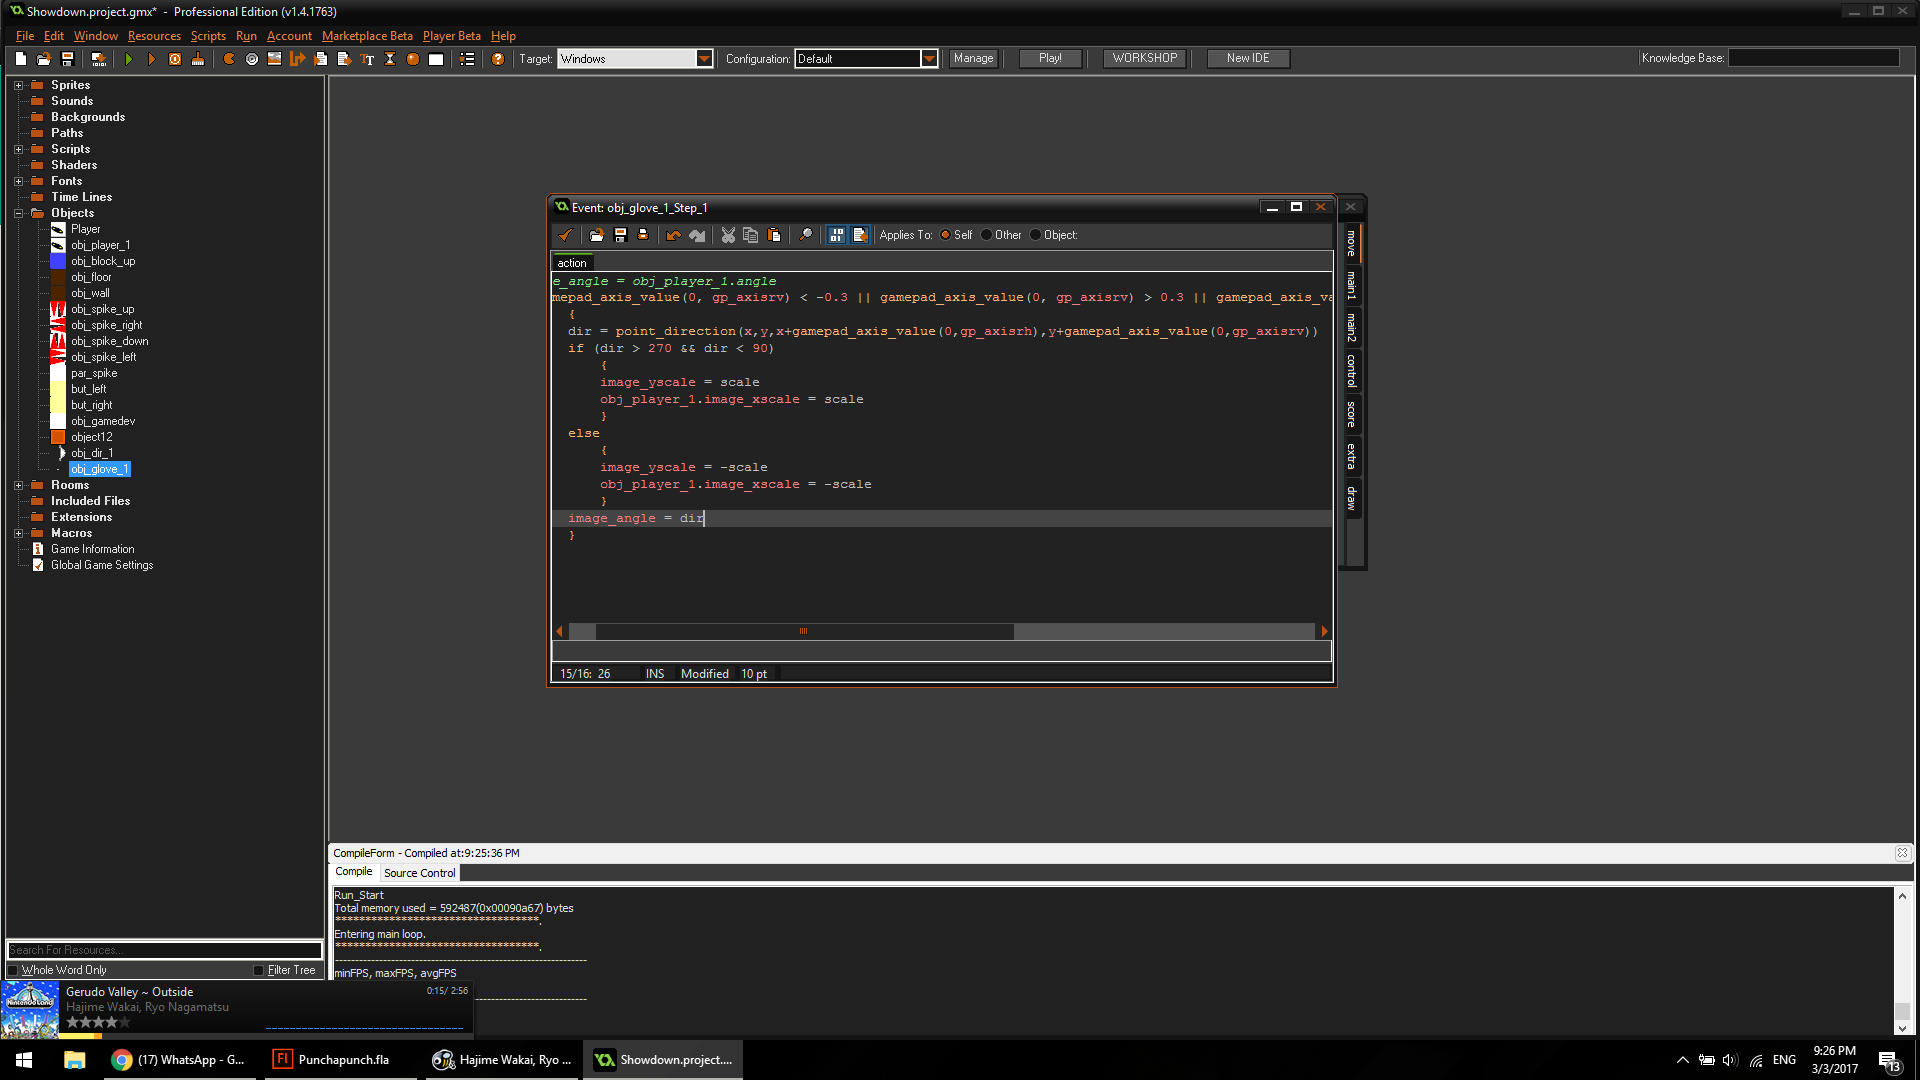 Showdown.project.gmx* - Professional Edition (v1.4.1763)
File Edit Window Resources Scripts Run Account Marketplace Beta Player Beta Help
Target: Windows Configuration: Default Manage Play! WORKSHOP New IDE Knowledge Base:
Sprites
Sounds
Backgrounds
Paths
Scripts
Shaders
Fonts
Time Lines
Objects
Player
obj_player_1
obj_block_up
obj_floor
obj_wall
obj_spike_up
obj_spike_right
obj_spike_down
obj_spike_left
par_spike
but_left
but_right
obj_gamedev
object12
obj_dir_1
obj_glove_1
Rooms
Included Files
Extensions
Macros
Game Information
Global Game Settings
Search For Resources...
Whole Word Only Filter Tree
Event: obj_glove_1_Step_1
Applies To: Self Other Object:
action
e_angle = obj_player_1.angle
mepad_axis_value(0, gp_axisrv) < -0.3 || gamepad_axis_value(0, gp_axisrv) > 0.3 || gamepad_axis_va
{
dir = point_direction(x,y,x+gamepad_axis_value(0,gp_axisrh),y+gamepad_axis_value(0,gp_axisrv))
if (dir > 270 && dir < 90)
{
image_yscale = scale
obj_player_1.image_xscale = scale
}
else
{
image_yscale = -scale
obj_player_1.image_xscale = -scale
}
image_angle = dir
}
15/16: 26 INS Modified 10 pt
move
main1
main2
control
score
extra
draw
CompileForm - Compiled at:9:25:36 PM
Compile Source Control
Run_Start
Total memory used = 592487(0x00090a67) bytes
**********************************.
Entering main loop.
**********************************.
---------------------------------------------------------------
minFPS, maxFPS, avgFPS
Gerudo Valley ~ Outside 0:15/ 2:56
Hajime Wakai, Ryo Nagamatsu
NintendoLand
(17) WhatsApp - G... Punchapunch.fla Hajime Wakai, Ryo ... Showdown.project....
ENG 9:26 PM
3/3/2017
13